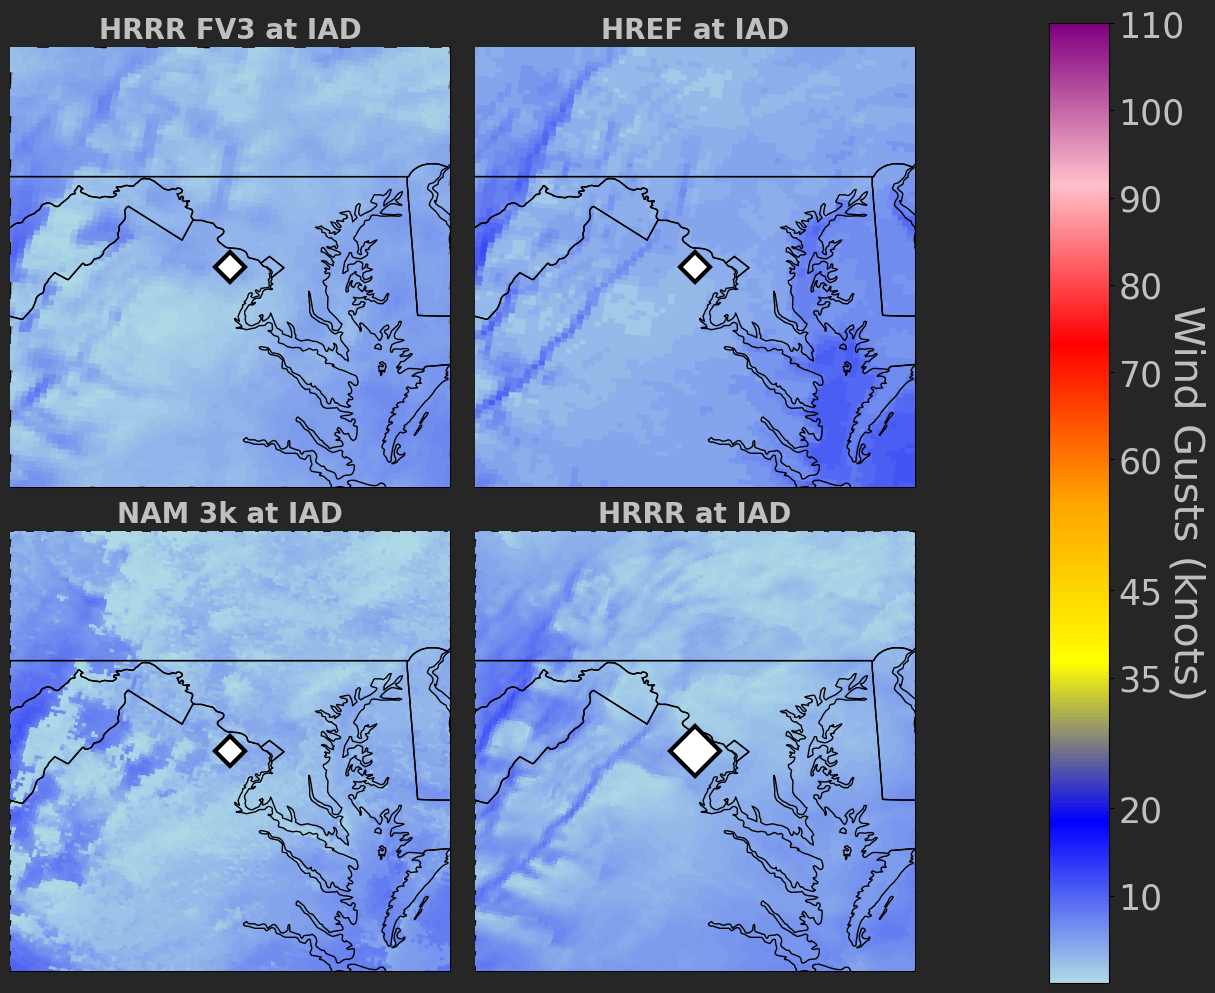 HRRR FV3 at IAD
HREF at IAD
NAM 3k at IAD
HRRR at IAD
110
100
90
80
70
60
45
35
20
10
Wind Gusts (knots)